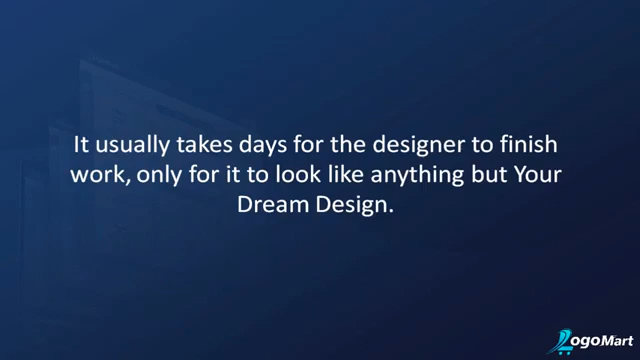 It usually takes days for the designer to finish
work, only for it to look like anything but Your
Dream Design.
LogoMart